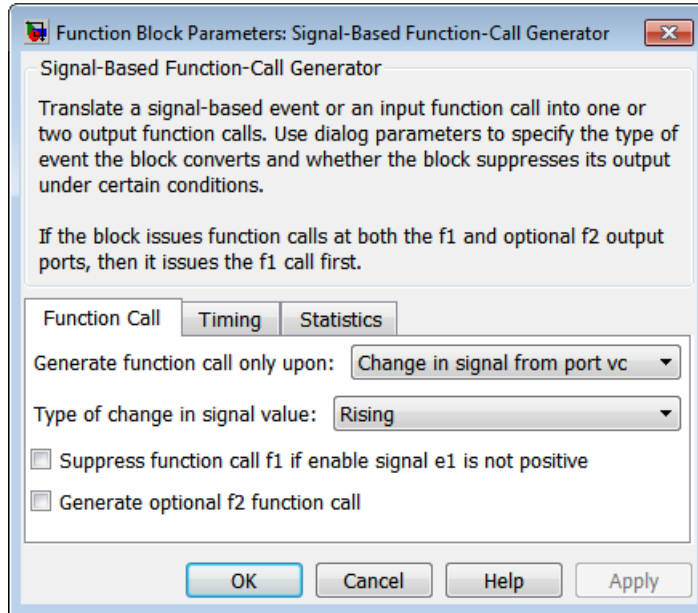 Function Block Parameters: Signal-Based Function-Call Generator
Signal-Based Function-Call Generator
Translate a signal-based event or an input function call into one or
two output function calls. Use dialog parameters to specify the type of
event the block converts and whether the block suppresses its output
under certain conditions.
If the block issues function calls at both the f1 and optional f2 output
ports, then it issues the f1 call first.
Function Call Timing Statistics
Generate function call only upon: Change in signal from port vc
Type of change in signal value: Rising
Suppress function call f1 if enable signal e1 is not positive
Generate optional f2 function call
OK Cancel Help Apply